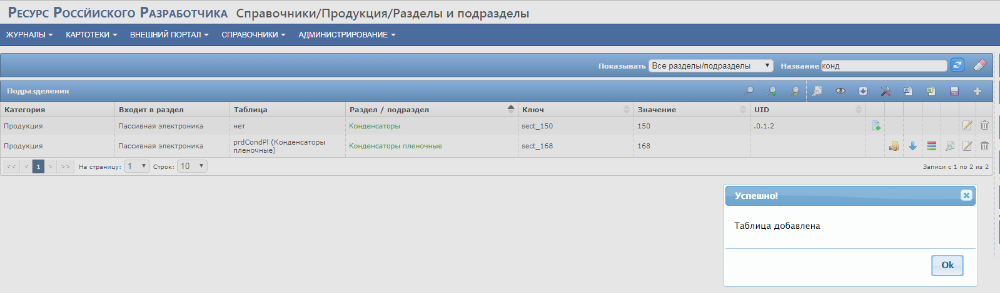 Ресурс Россйиского Разработчика Справочники/Продукция/Разделы и подразделы
ЖУРНАЛЫ КАРТОТЕКИ ВНЕШНИЙ ПОРТАЛ СПРАВОЧНИКИ АДМИНИСТРИРОВАНИЕ
Показывать Все разделы/подразделы Название конд
Подразделения
Категория Входит в раздел Таблица Раздел / подраздел Ключ Значение UID
Продукция Пассивная электроника нет Конденсаторы sect_150 150 .0.1.2
Продукция Пассивная электроника prdCondPl (Конденсаторы пленочные) Конденсаторы пленочные sect_168 168
<< < 1 > >> На страницу: 1 Строк: 10 Записи с 1 по 2 из 2
Успешно!
Таблица добавлена
Ok